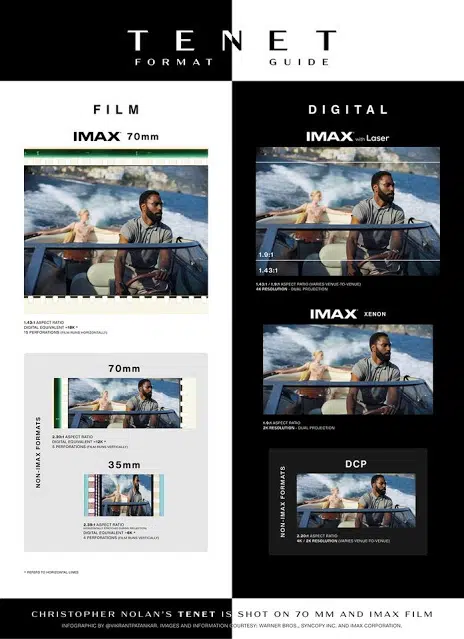 TENET
FORMAT GUIDE
FILM
IMAX 70mm
1.43:1 ASPECT RATIO
DIGITAL EQUIVALENT ~18K *
15 PERFORATIONS (FILM RUNS HORIZONTALLY)
NON-IMAX FORMATS
70mm
2.20:1 ASPECT RATIO
DIGITAL EQUIVALENT ~12K *
5 PERFORATIONS (FILM RUNS VERTICALLY)
35mm
2.39:1 ASPECT RATIO
DIGITAL EQUIVALENT ~6K *
4 PERFORATIONS (FILM RUNS VERTICALLY)
* REFERS TO HORIZONTAL LINES
DIGITAL
IMAX with Laser
1.9:1
1.43:1
1.43:1 / 1.9:1 ASPECT RATIO (VARIES VENUE-TO-VENUE)
4K RESOLUTION - DUAL PROJECTION
IMAX XENON
1.9:1 ASPECT RATIO
2K RESOLUTION - DUAL PROJECTION
NON-IMAX FORMATS
DCP
2.20:1 ASPECT RATIO
4K / 2K RESOLUTION (VARIES VENUE-TO-VENUE)
CHRISTOPHER NOLAN'S TENET IS SHOT ON 70 MM AND IMAX FILM
INFOGRAPHIC BY @VIKRANTPATANKAR. IMAGES AND INFORMATION COURTESY: WARNER BROS., SYNCOPY INC. AND IMAX CORPORATION.